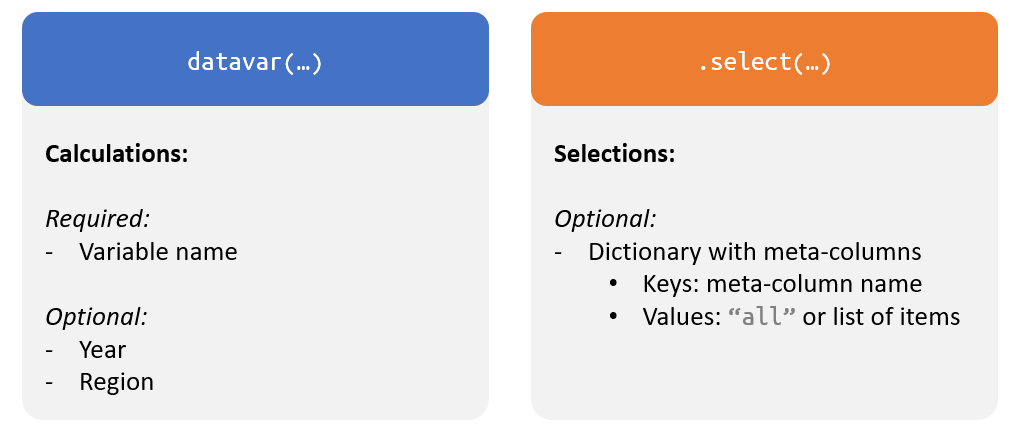 datavar(…)
Calculations:
Required:
- Variable name
Optional:
- Year
- Region
.select(…)
Selections:
Optional:
- Dictionary with meta-columns
• Keys: meta-column name
• Values: “all” or list of items